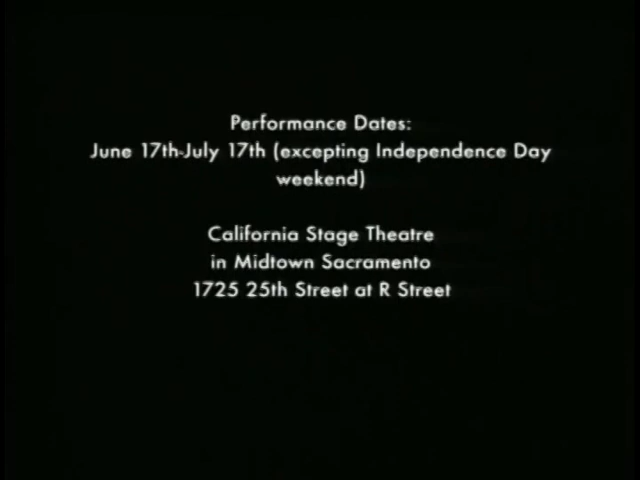 Performance Dates:
June 17th-July 17th (excepting Independence Day
weekend)
California Stage Theatre
in Midtown Sacramento
1725 25th Street at R Street